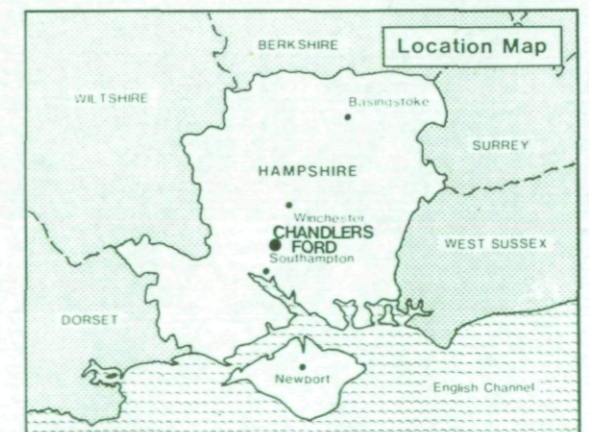 BERKSHIRE
Location Map
WILTSHIRE
Basingstoke
SURREY
HAMPSHIRE
Winchester
CHANDLERS
FORD
WEST SUSSEX
Southampton
DORSET
Newport
English Channel